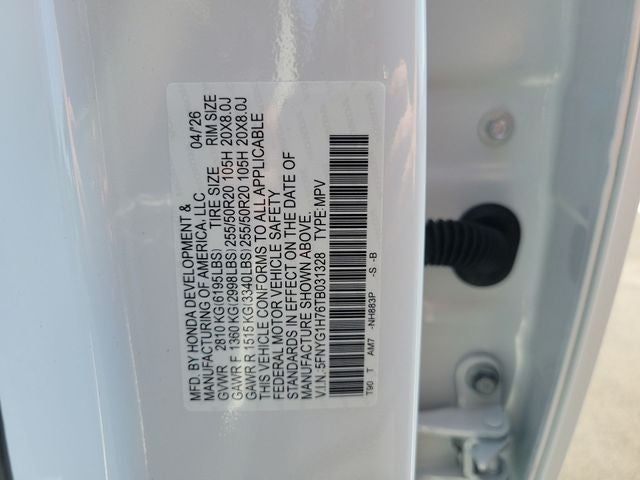 MFD. BY HONDA DEVELOPMENT & 04/'26
MANUFACTURING OF AMERICA, LLC
GVWR 2810 KG(6195LBS) TIRE SIZE RIM SIZE
GAWR F 1360 KG(2998LBS)255/50R20 105H 20X8.0J
GAWR R 1515 KG(3340LBS)255/50R20 105H 20X8.0J
THIS VEHICLE CONFORMS TO ALL APPLICABLE
FEDERAL MOTOR VEHICLE SAFETY
STANDARDS IN EFFECT ON THE DATE OF
MANUFACTURE SHOWN ABOVE.
V.I.N.: 5FNYG1H76TB031328 TYPE: MPV
T90 T AM7 -NH883P -S -B